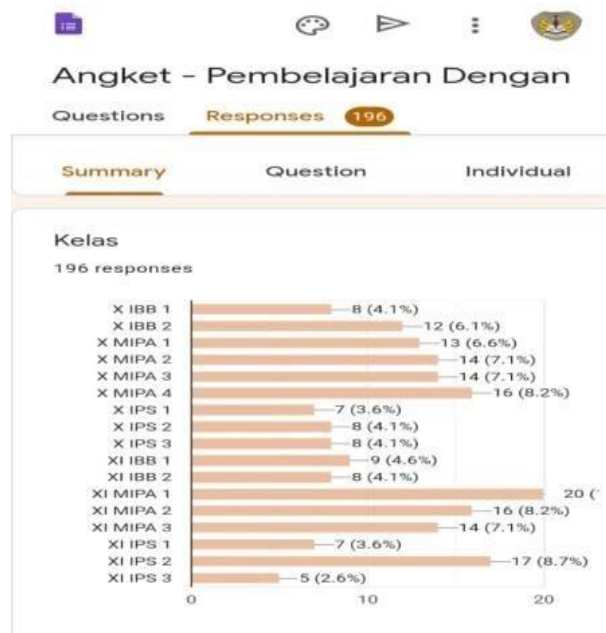 Angket - Pembelajaran Dengan
Questions Responses 196
Summary Question Individual
Kelas
196 responses
X IBB 1 8 (4.1%)
X IBB 2 12 (6.1%)
X MIPA 1 13 (6.6%)
X MIPA 2 14 (7.1%)
X MIPA 3 14 (7.1%)
X MIPA 4 16 (8.2%)
X IPS 1 7 (3.6%)
X IPS 2 8 (4.1%)
X IPS 3 8 (4.1%)
XI IBB 1 9 (4.6%)
XI IBB 2 8 (4.1%)
XI MIPA 1 20 (
XI MIPA 2 16 (8.2%)
XI MIPA 3 14 (7.1%)
XI IPS 1 7 (3.6%)
XI IPS 2 17 (8.7%)
XI IPS 3 5 (2.6%)
0 10 20